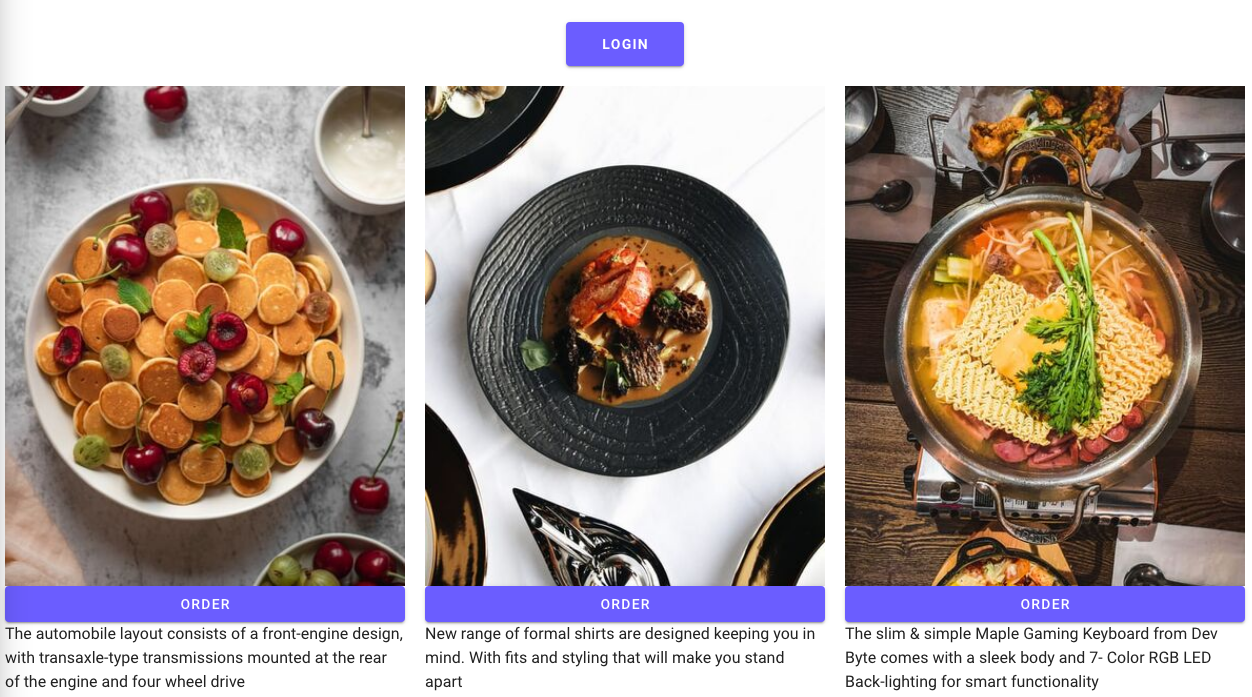 LOGIN
ORDER
ORDER
ORDER
The automobile layout consists of a front-engine design,
with transaxle-type transmissions mounted at the rear
of the engine and four wheel drive
New range of formal shirts are designed keeping you in
mind. With fits and styling that will make you stand
apart
The slim & simple Maple Gaming Keyboard from Dev
Byte comes with a sleek body and 7- Color RGB LED
Back-lighting for smart functionality